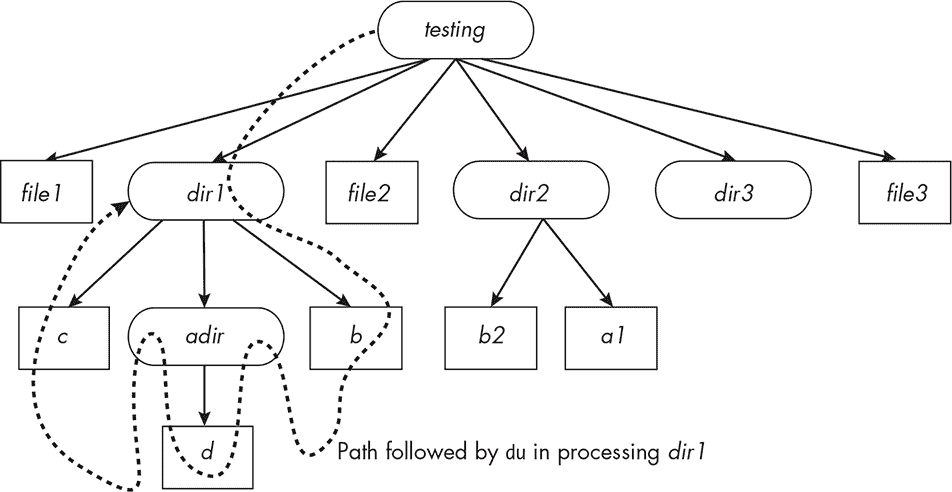 testing
file1
dir1
file2
dir2
dir3
file3
c
adir
b
b2
a1
d
Path followed by du in processing dir1